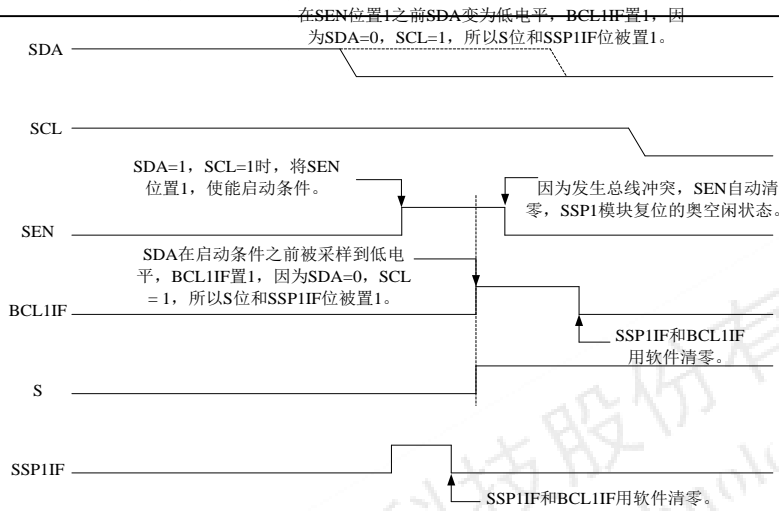 在SEN位置1之前SDA变为低电平，BCL1IF置1，因
为SDA=0，SCL=1，所以S位和SSP1IF位被置1。
SDA
SCL
SDA=1，SCL=1时，将SEN
位置1，使能启动条件。
因为发生总线冲突，SEN自动清
零，SSP1模块复位的奥空闲状态。
SEN
SDA在启动条件之前被采样到低电
平，BCL1IF置1，因为SDA=0，SCL
= 1，所以S位和SSP1IF位被置1。
BCL1IF
SSP1IF和BCL1IF
用软件清零。
S
SSP1IF
SSP1IF和BCL1IF用软件清零。
科技股份有